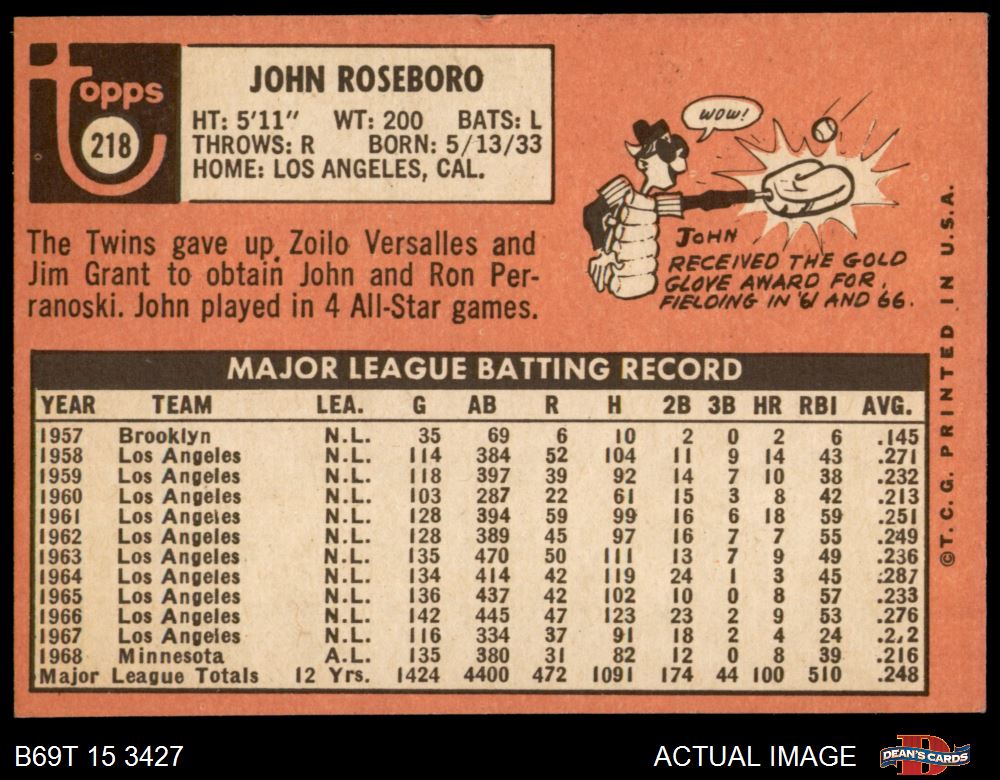 topps
218
JOHN ROSEBORO
HT: 5'11" WT: 200 BATS: L
THROWS: R BORN: 5/13/33
HOME: LOS ANGELES, CAL.
The Twins gave up Zoilo Versalles and
Jim Grant to obtain John and Ron Per-
ranoski. John played in 4 All-Star games.
WOW!
JOHN
RECEIVED THE GOLD
GLOVE AWARD FOR
FIELDING IN '61 AND '66.
MAJOR LEAGUE BATTING RECORD
YEAR TEAM LEA. G AB R H 2B 3B HR RBI AVG.
1957 Brooklyn N.L. 35 69 6 10 2 0 2 6 .145
1958 Los Angeles N.L. 114 384 52 104 11 9 14 43 .271
1959 Los Angeles N.L. 118 397 39 92 14 7 10 38 .232
1960 Los Angeles N.L. 103 287 22 61 15 3 8 42 .213
1961 Los Angeles N.L. 128 394 59 99 16 6 18 59 .251
1962 Los Angeles N.L. 128 389 45 97 16 7 7 55 .249
1963 Los Angeles N.L. 135 470 50 111 13 7 9 49 .236
1964 Los Angeles N.L. 134 414 42 119 24 1 3 45 .287
1965 Los Angeles N.L. 136 437 42 102 10 0 8 57 .233
1966 Los Angeles N.L. 142 445 47 123 23 2 9 53 .276
1967 Los Angeles N.L. 116 334 37 91 18 2 4 24
1968 Minnesota A.L. 135 380 31 82 12 0 8 39 .216
Major League Totals 12 Yrs. 1424 4400 472 1091 174 44 100 510 .248
©T.C.G. PRINTED IN U.S.A.
B69T 15 3427
ACTUAL IMAGE
DEAN'S CARDS